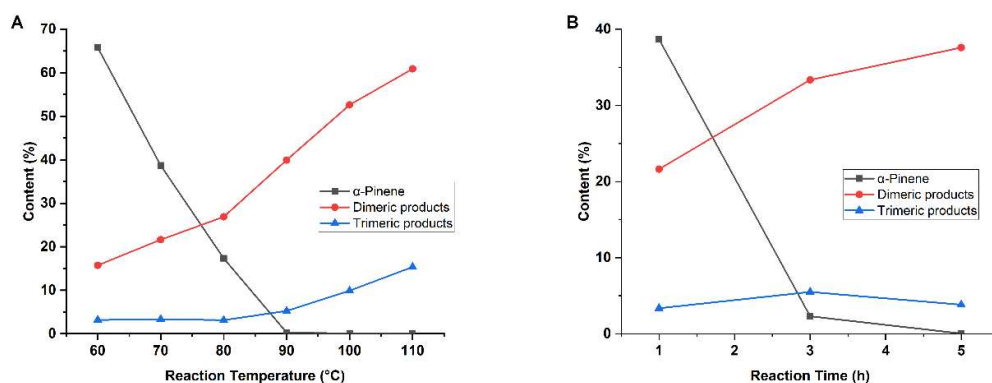 A
70
60
50
40
30
20
10
0
Content (%)
α-Pinene
Dimeric products
Trimeric products
60 70 80 90 100 110
Reaction Temperature (°C)
B
40
30
20
10
0
Content (%)
α-Pinene
Dimeric products
Trimeric products
1 2 3 4 5
Reaction Time (h)